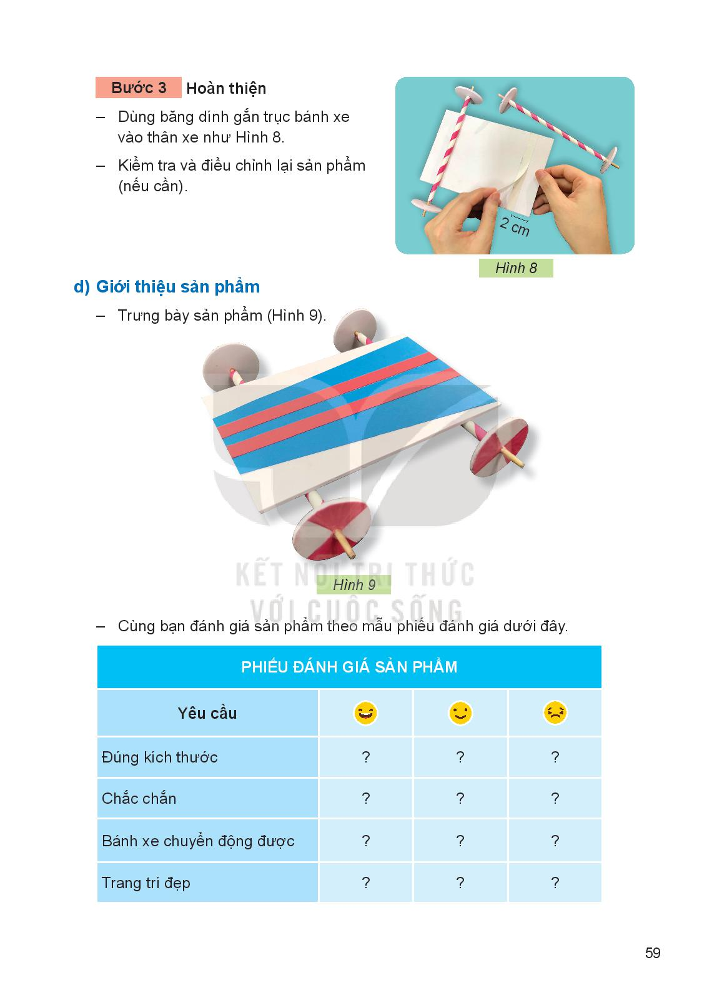 Bước 3 Hoàn thiện
– Dùng băng dính gắn trục bánh xe
vào thân xe như Hình 8.
– Kiểm tra và điều chỉnh lại sản phẩm
(nếu cần).
2 cm
Hình 8
d) Giới thiệu sản phẩm
– Trưng bày sản phẩm (Hình 9).
KẾT NỐI TRI THỨC
Hình 9
VỚI CUỘC SỐNG
– Cùng bạn đánh giá sản phẩm theo mẫu phiếu đánh giá dưới đây.
PHIẾU ĐÁNH GIÁ SẢN PHẨM
Yêu cầu
Đúng kích thước ? ? ?
Chắc chắn ? ? ?
Bánh xe chuyển động được ? ? ?
Trang trí đẹp ? ? ?
59